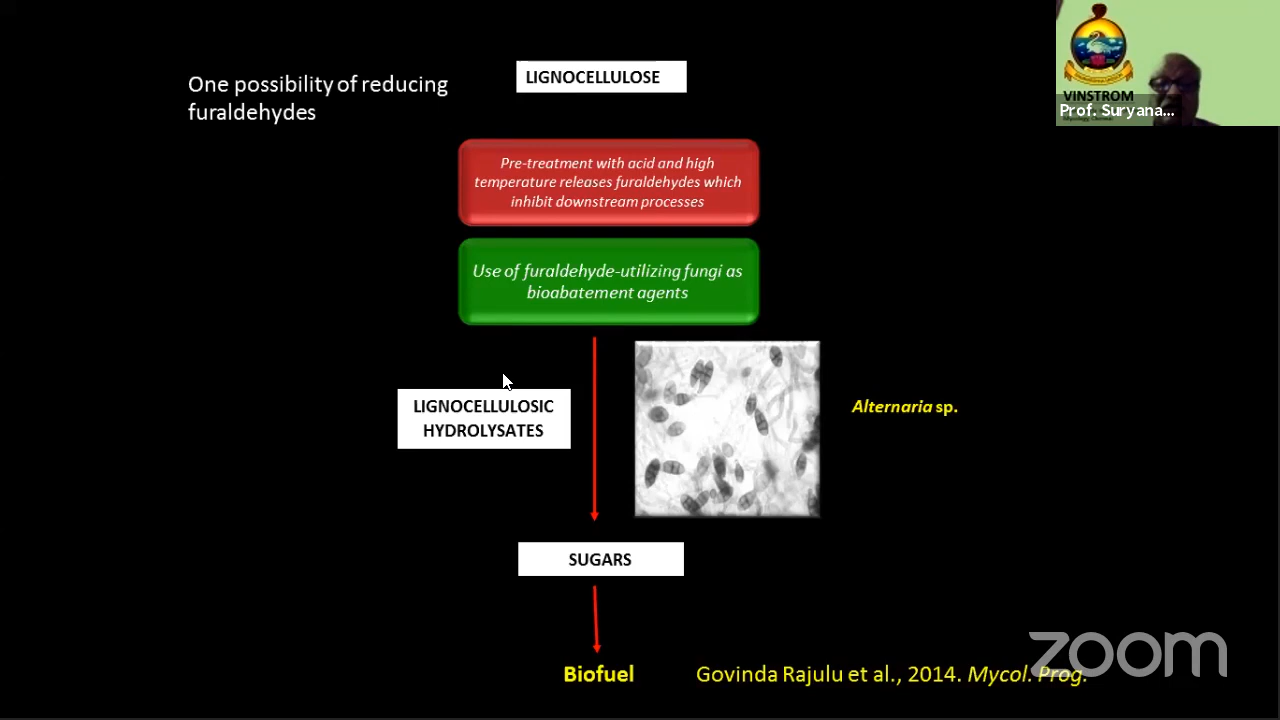 One possibility of reducing
furaldehydes
LIGNOCELLULOSE
VINSTROM
Prof. Suryana...
Pre-treatment with acid and high
temperature releases furaldehydes which
inhibit downstream processes
Use of furaldehyde-utilizing fungi as
bioabatement agents
LIGNOCELLULOSIC
HYDROLYSATES
Alternaria sp.
SUGARS
Biofuel
Govinda Rajulu et al., 2014. Mycol. Prog.
zoom